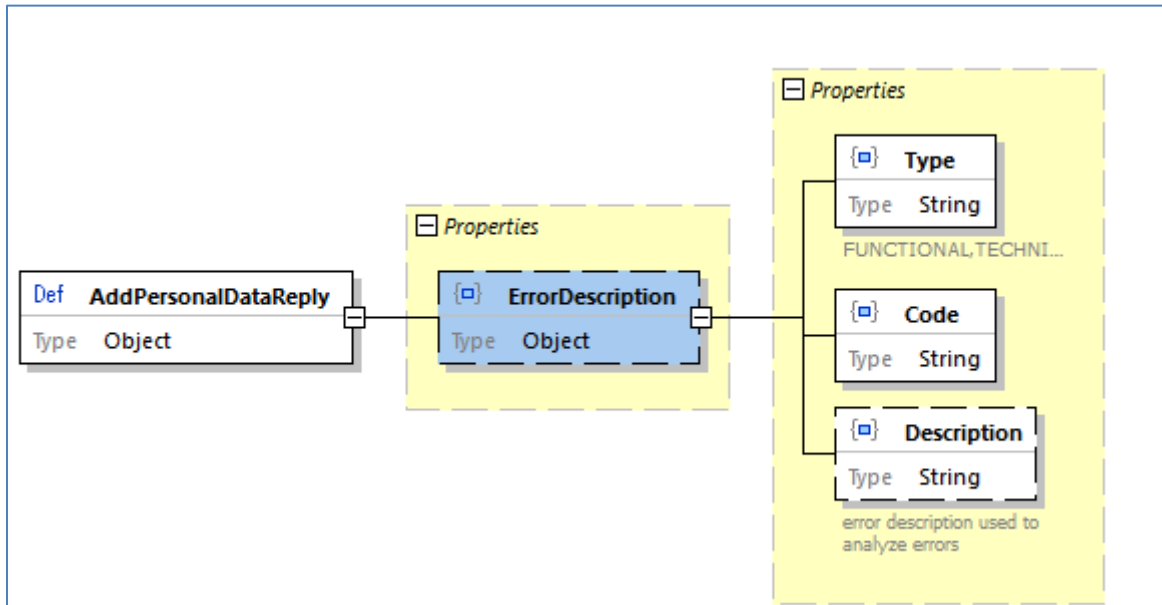 Properties
Type
Type String
FUNCTIONAL,TECHNI...
Properties
Def AddPersonalDataReply
Type Object
ErrorDescription
Type Object
Code
Type String
Description
Type String
error description used to
analyze errors